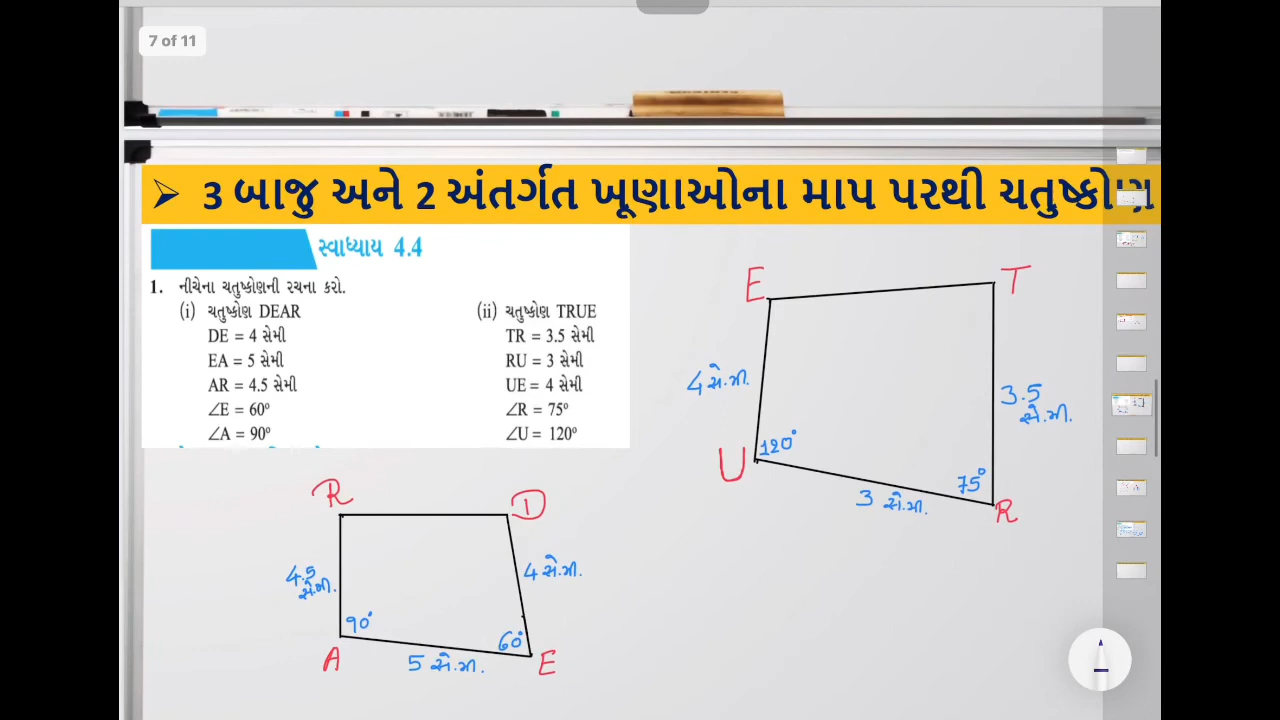 7 of 11
➢ 3 બાજુ અને 2 અંતર્ગત ખૂણાઓના માપ પરથી ચતુષ્કોણ
સ્વાધ્યાય 4.4
1. નીચેના ચતુષ્કોણની રચના કરો.
(i) ચતુષ્કોણ DEAR
DE = 4 સેમી
EA = 5 સેમી
AR = 4.5 સેમી
∠E = 60°
∠A = 90°
(ii) ચતુષ્કોણ TRUE
TR = 3.5 સેમી
RU = 3 સેમી
UE = 4 સેમી
∠R = 75°
∠U = 120°
E
T
4 સે.મી.
3.5
સે.મી.
120°
U
75°
3 સે.મી.
R
R
D
4.5
સે.મી.
4 સે.મી.
90°
60°
A
5 સે.મી.
E